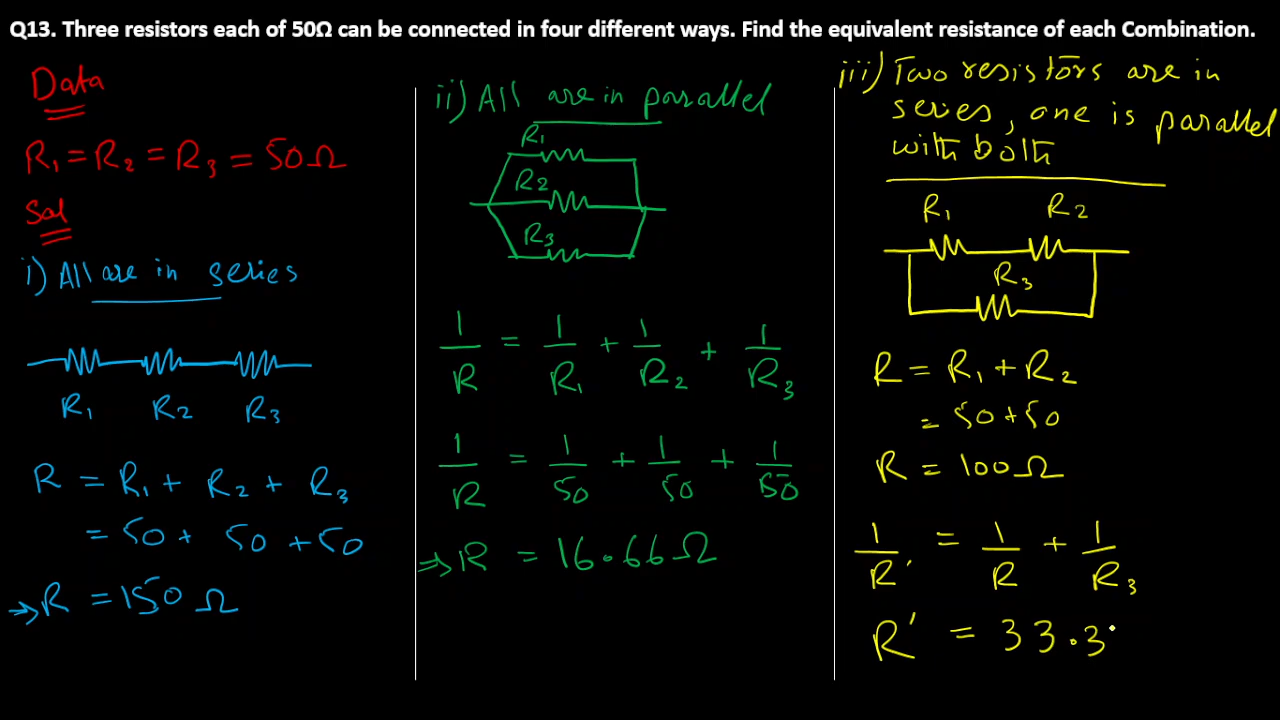 Q13. Three resistors each of 50Ω can be connected in four different ways. Find the equivalent resistance of each Combination.
Data
R₁ = R₂ = R₃ = 50Ω
Sol
i) All are in series
R₁ R₂ R₃
R = R₁ + R₂ + R₃
= 50 + 50 + 50
⇒ R = 150 Ω
ii) All are in parallel
R₁
R₂
R₃
1/R = 1/R₁ + 1/R₂ + 1/R₃
1/R = 1/50 + 1/50 + 1/50
⇒ R = 16.66Ω
iii) Two resistors are in
series, one is parallel
with both
R₁ R₂
R₃
R = R₁ + R₂
= 50 + 50
R = 100Ω
1/R' = 1/R + 1/R₃
R' = 33.3